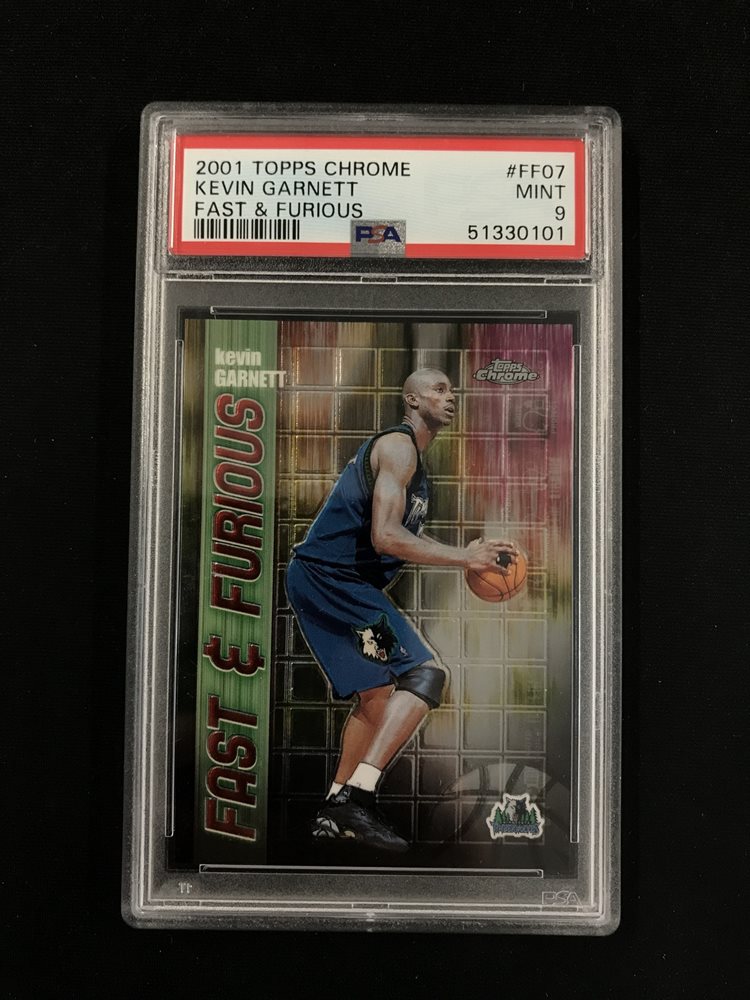 2001 TOPPS CHROME #FF07
KEVIN GARNETT MINT
FAST & FURIOUS 9
PSA 51330101
kevin
GARNETT
Topps
Chrome
FAST & FURIOUS
PSA